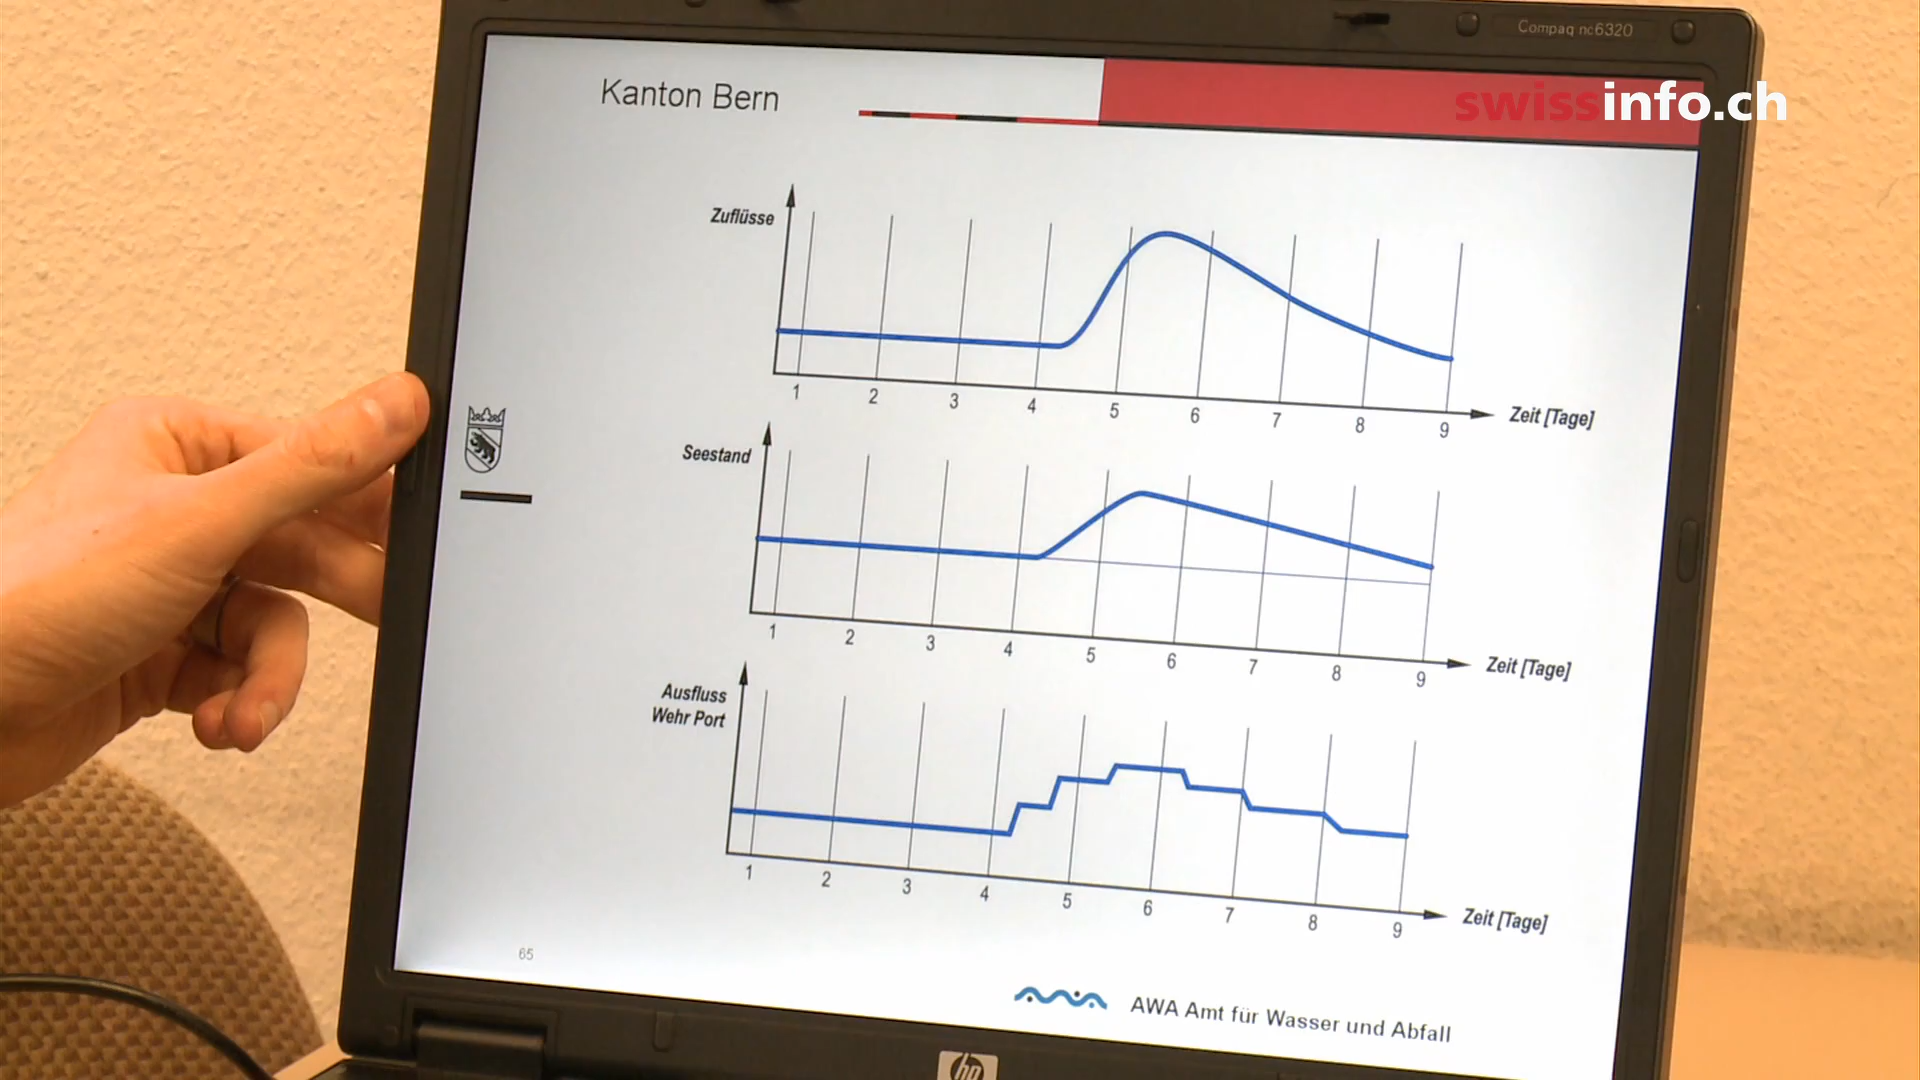 Compaq nc6320
swissinfo.ch
Kanton Bern
Zuflüsse
1 2 3 4 5 6 7 8 9
Zeit [Tage]
Seestand
1 2 3 4 5 6 7 8 9
Zeit [Tage]
Ausfluss
Wehr Port
1 2 3 4 5 6 7 8 9
Zeit [Tage]
65
AWA Amt für Wasser und Abfall
hp